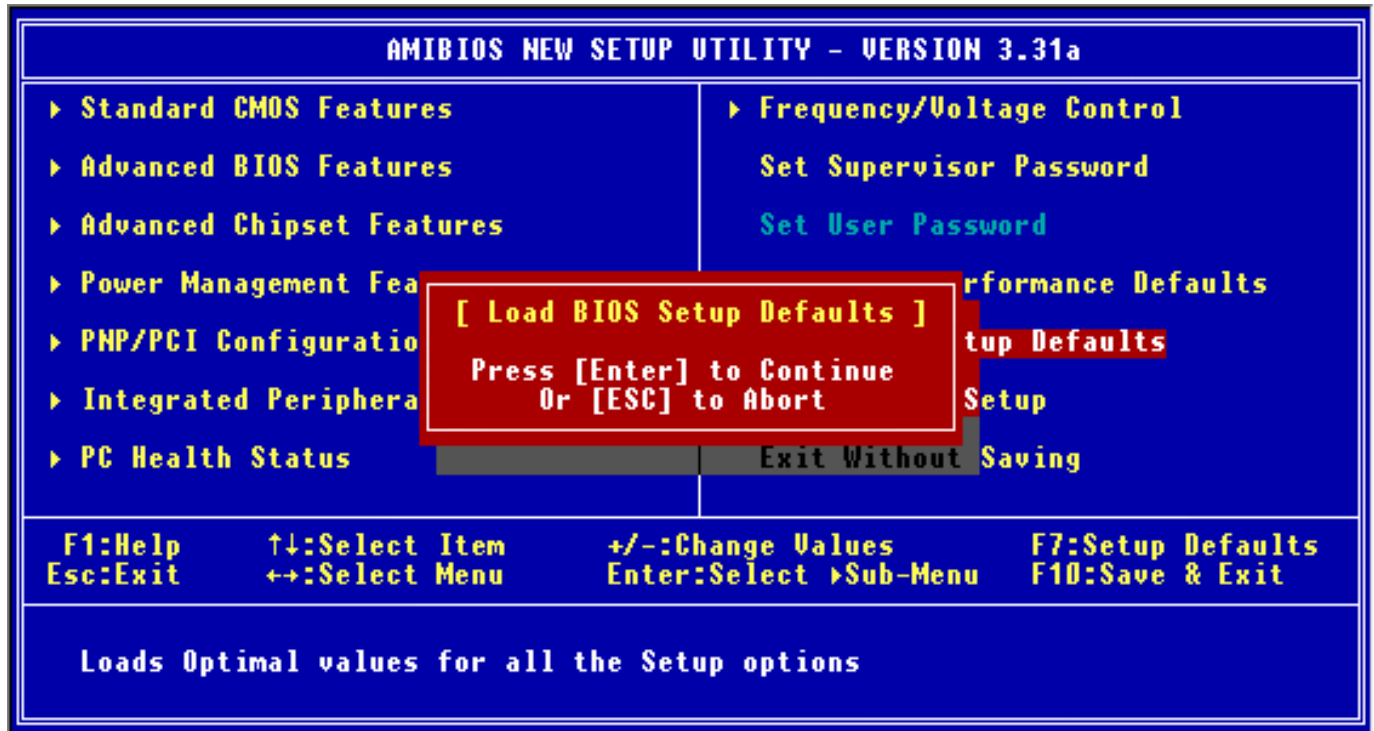 AMIBIOS NEW SETUP UTILITY - VERSION 3.31a
▸ Standard CMOS Features
▸ Advanced BIOS Features
▸ Advanced Chipset Features
▸ Power Management Fea
▸ PNP/PCI Configuratio
▸ Integrated Periphera
▸ PC Health Status
▸ Frequency/Voltage Control
Set Supervisor Password
Set User Password
rformance Defaults
tup Defaults
Setup
Exit Without Saving
[ Load BIOS Setup Defaults ]
Press [Enter] to Continue
Or [ESC] to Abort
F1:Help ↑↓:Select Item +/-:Change Values F7:Setup Defaults
Esc:Exit ←→:Select Menu Enter:Select ▸Sub-Menu F10:Save & Exit
Loads Optimal values for all the Setup options